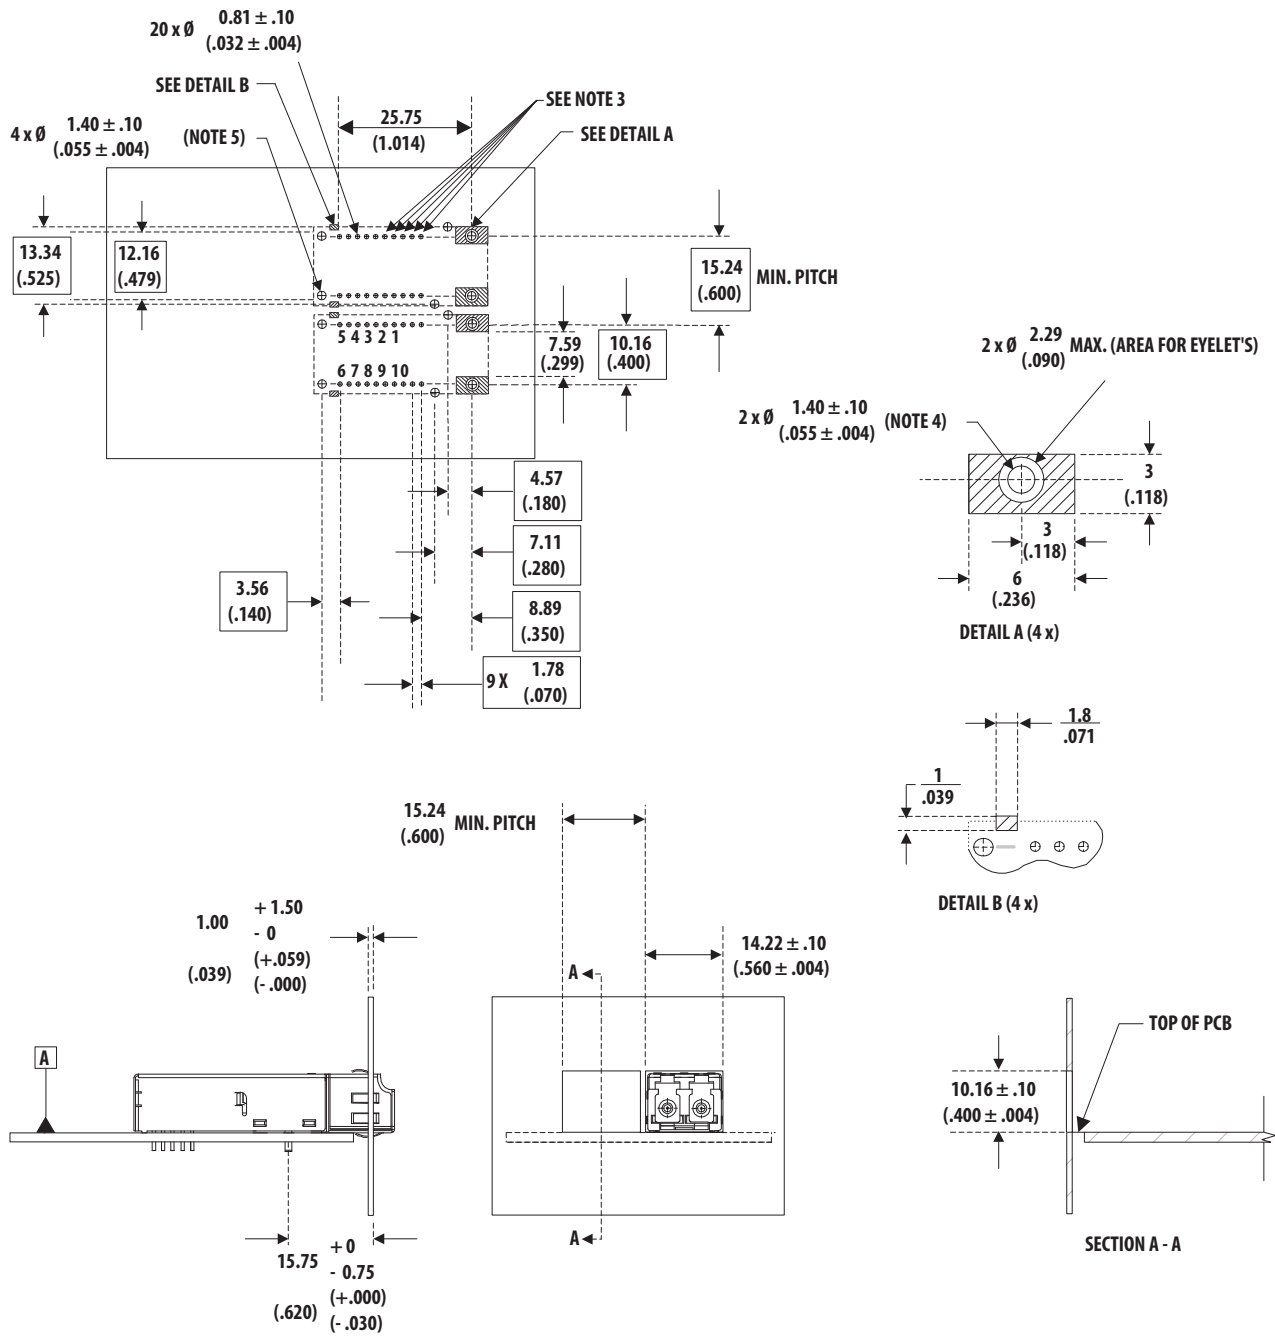 20 x Ø 0.81 ± .10
(.032 ± .004)
SEE DETAIL B
4 x Ø 1.40 ± .10
(.055 ± .004)
(NOTE 5)
25.75
(1.014)
SEE NOTE 3
SEE DETAIL A
13.34
(.525)
12.16
(.479)
15.24
(.600)
MIN. PITCH
5 4 3 2 1
6 7 8 9 10
7.59
(.299)
10.16
(.400)
2 x Ø 2.29
(.090)
MAX. (AREA FOR EYELET'S)
2 x Ø 1.40 ± .10
(.055 ± .004)
(NOTE 4)
3
(.118)
3
(.118)
6
(.236)
DETAIL A (4 x)
4.57
(.180)
7.11
(.280)
3.56
(.140)
8.89
(.350)
9 X 1.78
(.070)
1.8
.071
1
.039
DETAIL B (4 x)
15.24
(.600)
MIN. PITCH
1.00 + 1.50
- 0
(.039) (+.059)
(- .000)
14.22 ± .10
(.560 ± .004)
A
A
TOP OF PCB
10.16 ± .10
(.400 ± .004)
A
15.75 + 0
- 0.75
(.620) (+.000)
(- .030)
SECTION A - A